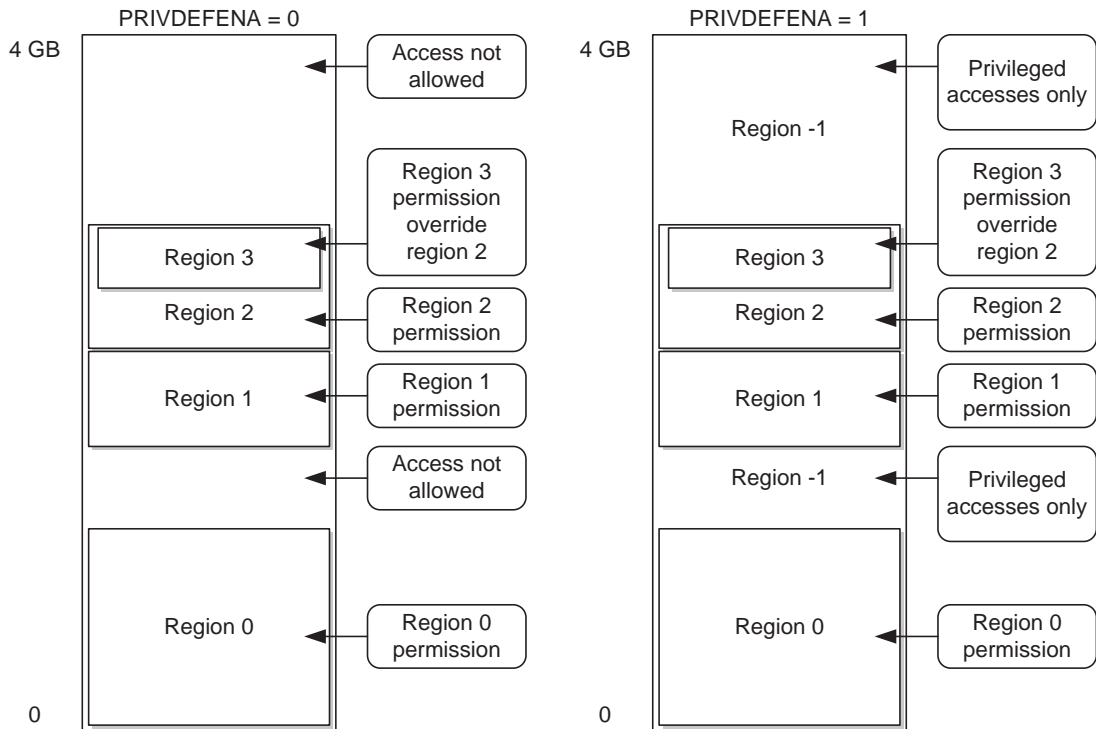 PRIVDEFENA = 0
4 GB
Access not
allowed
Region 3
permission
override
region 2
Region 3
Region 2
Region 2
permission
Region 1
Region 1
permission
Access not
allowed
Region 0
Region 0
permission
0
PRIVDEFENA = 1
4 GB
Privileged
accesses only
Region -1
Region 3
permission
override
region 2
Region 3
Region 2
Region 2
permission
Region 1
Region 1
permission
Region -1
Privileged
accesses only
Region 0
Region 0
permission
0